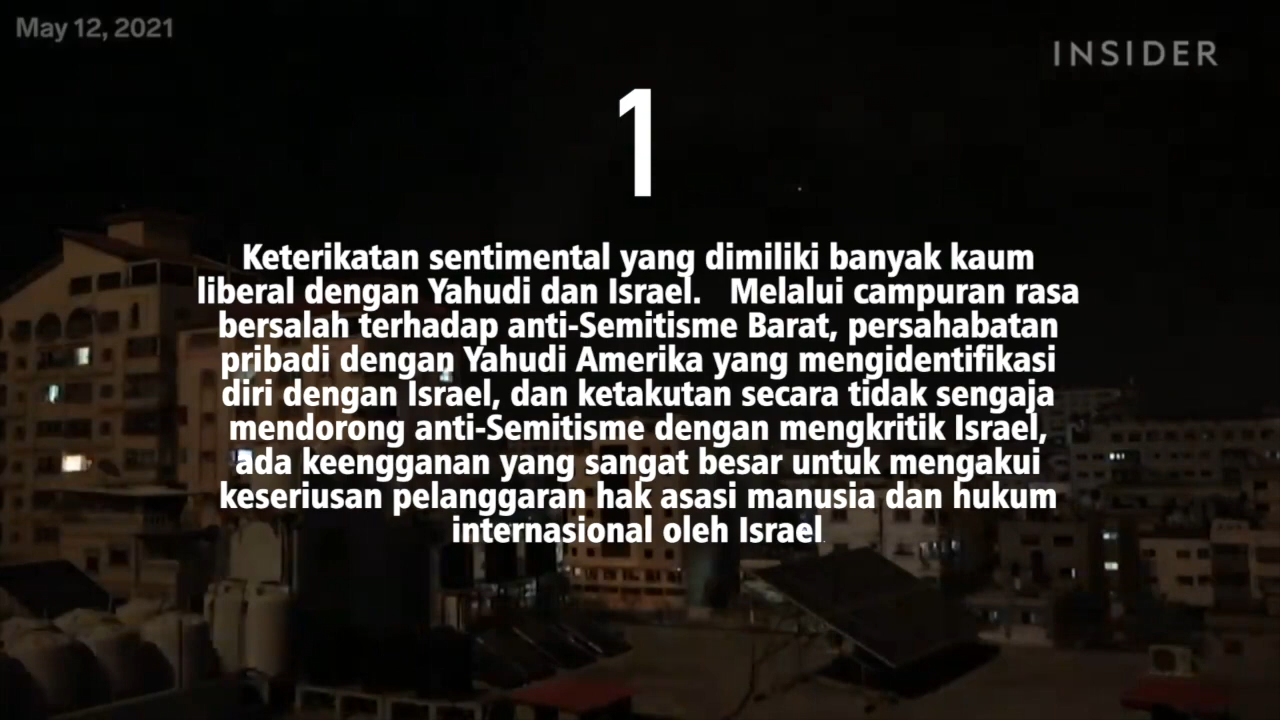 May 12, 2021
INSIDER
1
Keterikatan sentimental yang dimiliki banyak kaum
liberal dengan Yahudi dan Israel.   Melalui campuran rasa
bersalah terhadap anti-Semitisme Barat, persahabatan
pribadi dengan Yahudi Amerika yang mengidentifikasi
diri dengan Israel, dan ketakutan secara tidak sengaja
mendorong anti-Semitisme dengan mengkritik Israel,
ada keengganan yang sangat besar untuk mengakui
keseriusan pelanggaran hak asasi manusia dan hukum
internasional oleh Israel